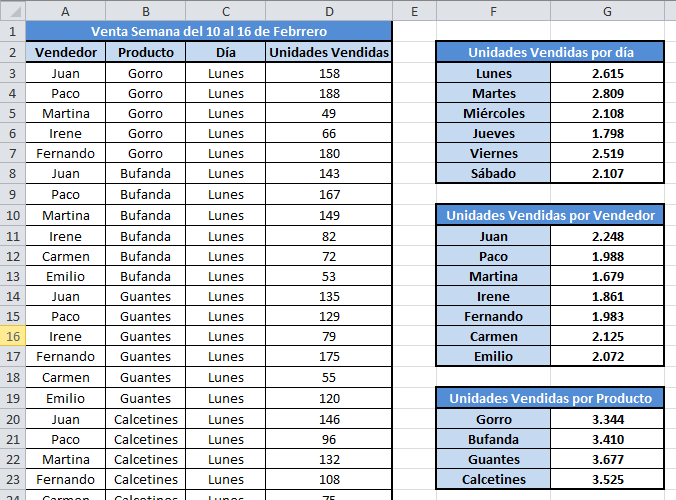 A B C D E F G
1 Venta Semana del 10 al 16 de Febrrero
2 Vendedor Producto Día Unidades Vendidas Unidades Vendidas por día
3 Juan Gorro Lunes 158 Lunes 2.615
4 Paco Gorro Lunes 188 Martes 2.809
5 Martina Gorro Lunes 49 Miércoles 2.108
6 Irene Gorro Lunes 66 Jueves 1.798
7 Fernando Gorro Lunes 180 Viernes 2.519
8 Juan Bufanda Lunes 143 Sábado 2.107
9 Paco Bufanda Lunes 167
10 Martina Bufanda Lunes 149 Unidades Vendidas por Vendedor
11 Irene Bufanda Lunes 82 Juan 2.248
12 Carmen Bufanda Lunes 72 Paco 1.988
13 Emilio Bufanda Lunes 53 Martina 1.679
14 Juan Guantes Lunes 135 Irene 1.861
15 Paco Guantes Lunes 129 Fernando 1.983
16 Irene Guantes Lunes 79 Carmen 2.125
17 Fernando Guantes Lunes 175 Emilio 2.072
18 Carmen Guantes Lunes 55
19 Emilio Guantes Lunes 120 Unidades Vendidas por Producto
20 Juan Calcetines Lunes 146 Gorro 3.344
21 Paco Calcetines Lunes 96 Bufanda 3.410
22 Martina Calcetines Lunes 132 Guantes 3.677
23 Fernando Calcetines Lunes 108 Calcetines 3.525
24 Carmen Calcetines Lunes 75